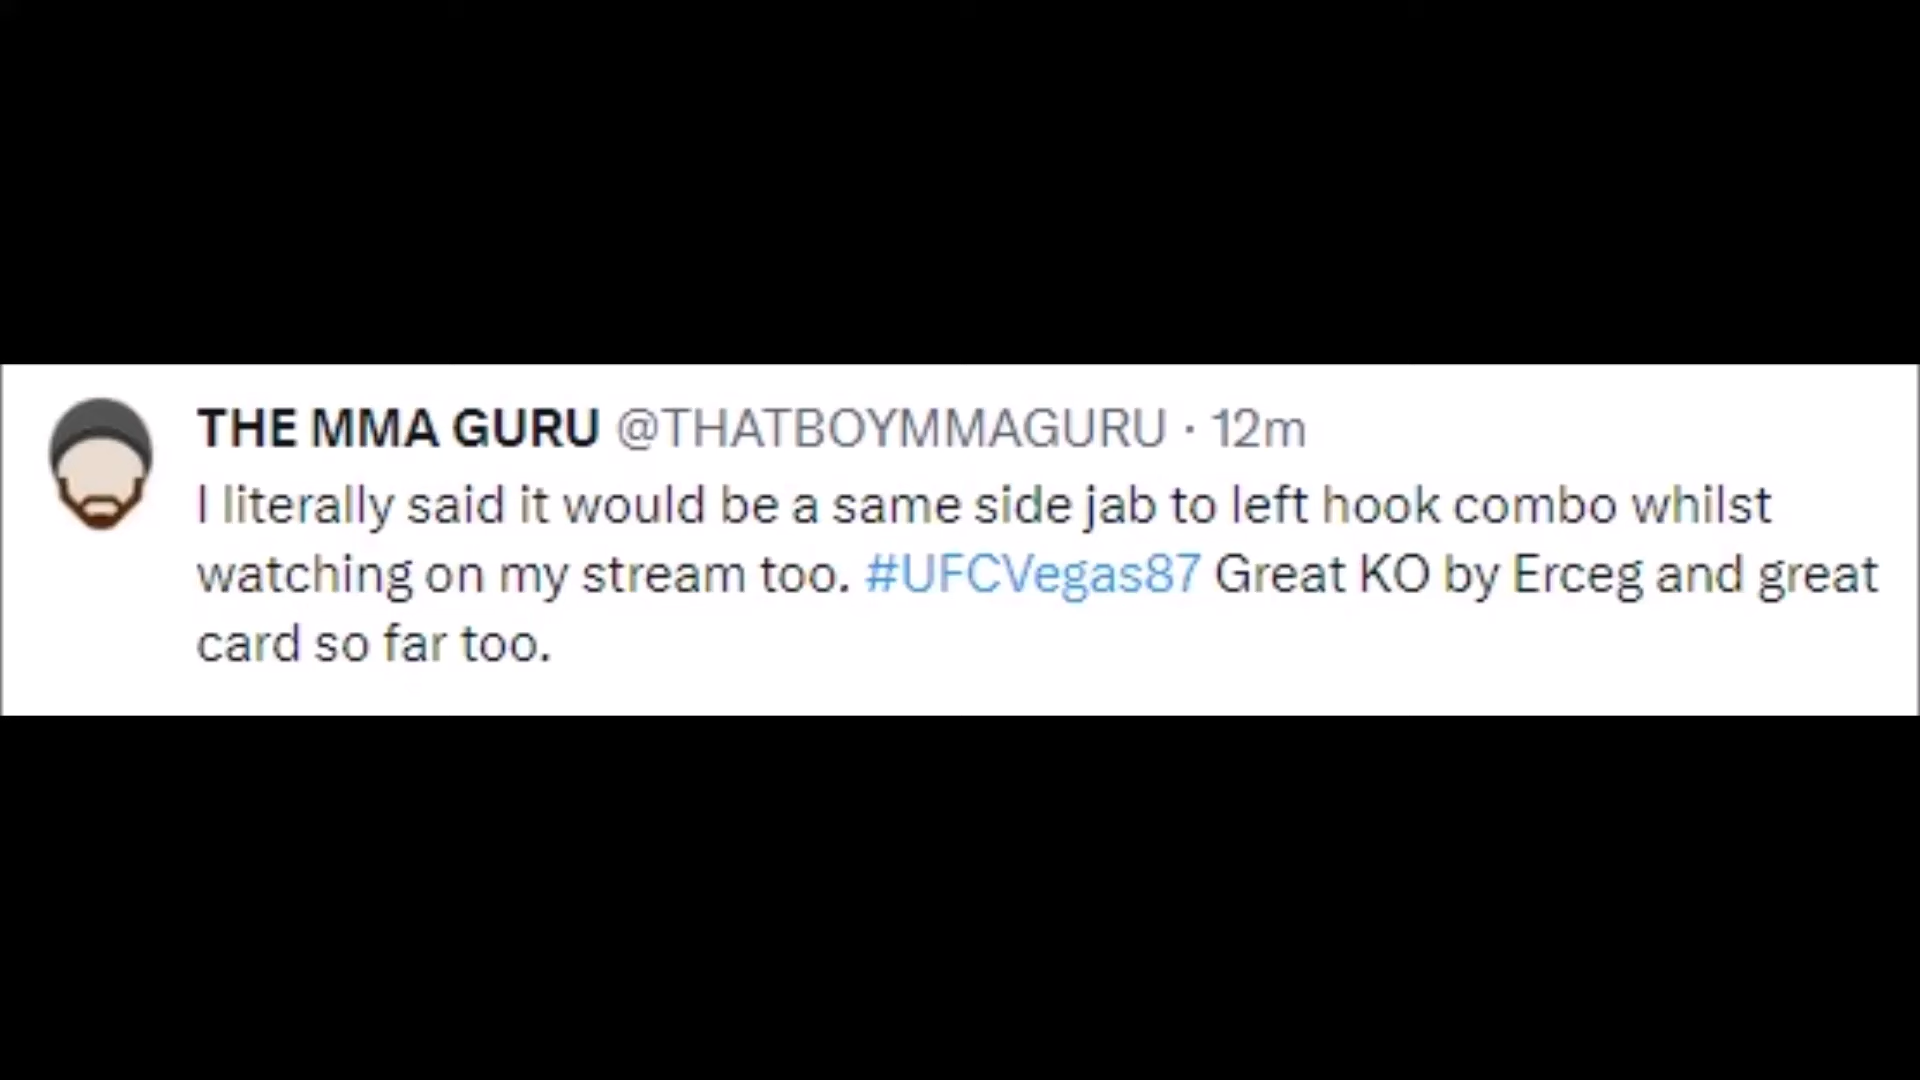 THE MMA GURU @THATBOYMMAGURU · 12m
I literally said it would be a same side jab to left hook combo whilst
watching on my stream too. #UFCVegas87 Great KO by Erceg and great
card so far too.